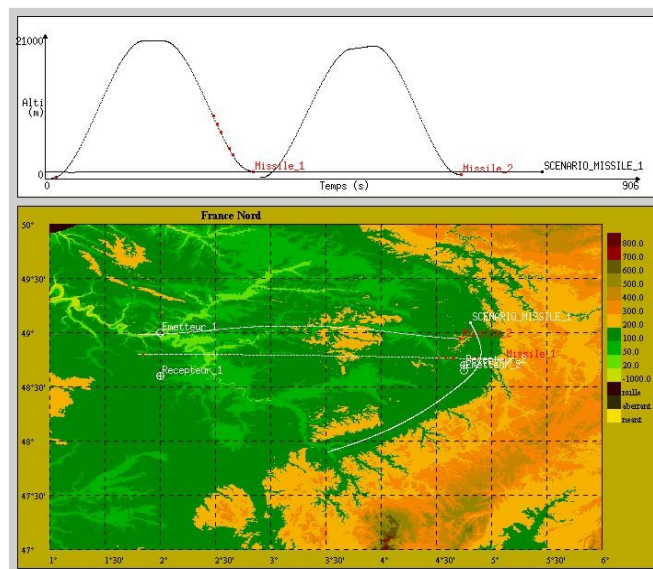 21000
Alti
(m)
0
Missile_1
Missile_2
SCENARIO_MISSILE_1
0
Temps (s)
906
France Nord
50°
49°30'
49°
48°30'
48°
47°30'
47°
SCENARIO_MISSILE_1
Emetteur_1
Missile_1
Recepteur_1
800.0
700.0
600.0
500.0
400.0
300.0
200.0
100.0
50.0
20.0
-1000.0
nulle
aberrant
neant
1°
1°30'
2°
2°30'
3°
3°30'
4°
4°30'
5°
5°30'
6°